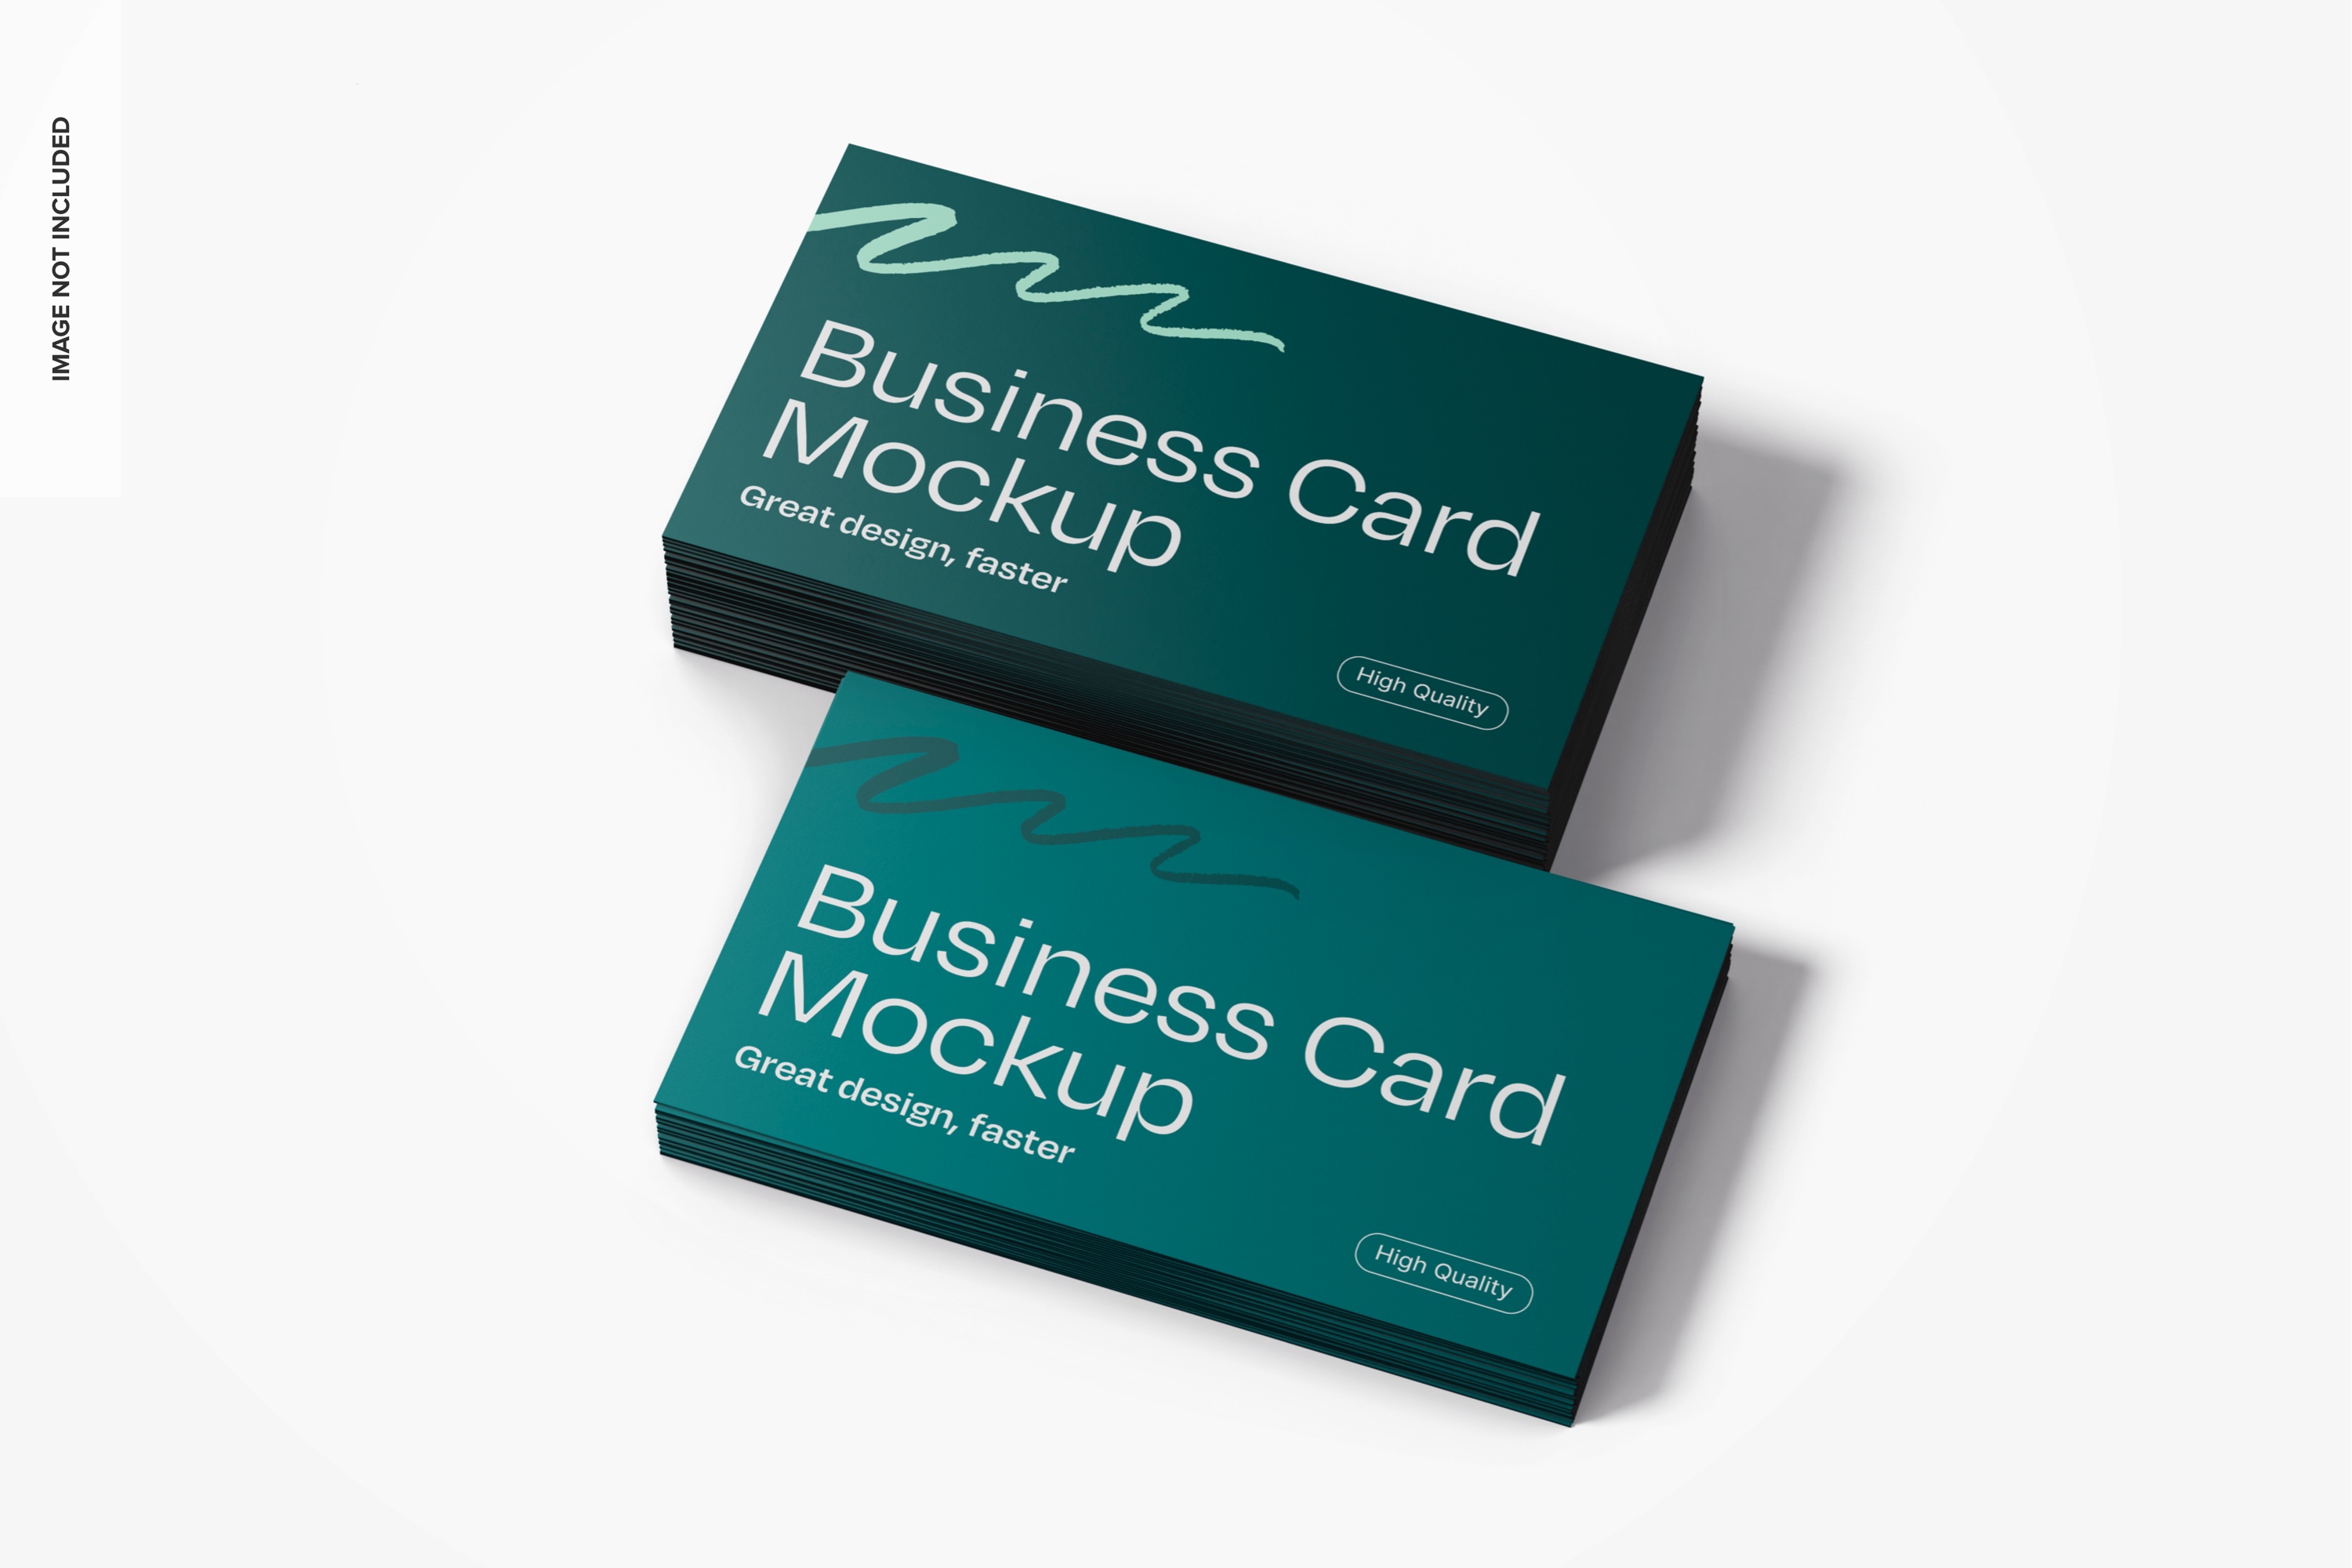 IMAGE NOT INCLUDED
Business Card
Mockup
Great design, faster
High Quality
Business Card
Mockup
Great design, faster
High Quality